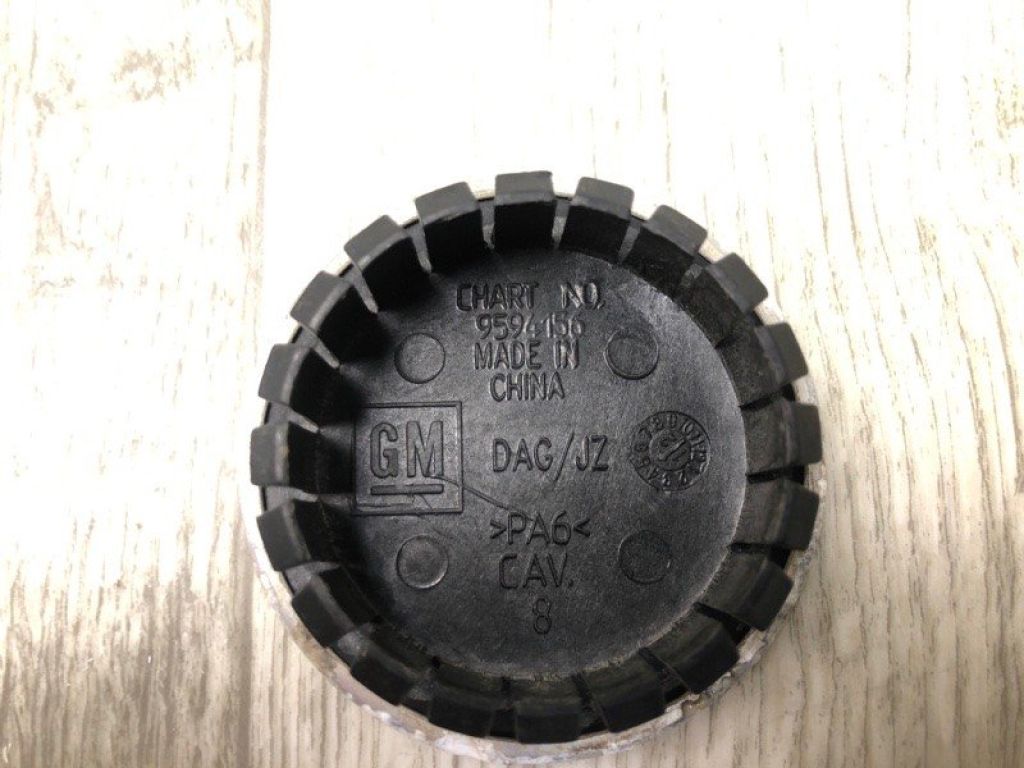 CHART NO.
9594156
MADE IN
CHINA
GM
DAG/JZ
>PA6<
CAV.
8